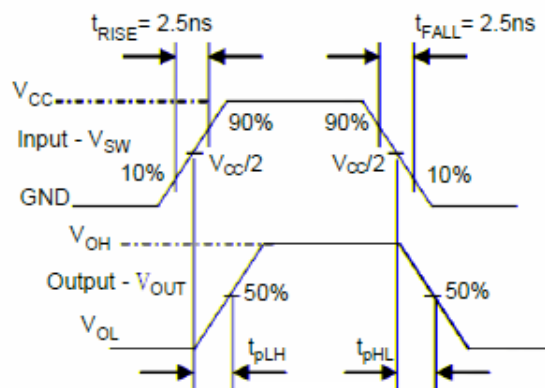 tRISE= 2.5ns
tFALL= 2.5ns
VCC
90%
90%
Input - VSW
VCC/2
VCC/2
10%
10%
GND
VOH
Output - VOUT
50%
50%
VOL
tpLH
tpHL